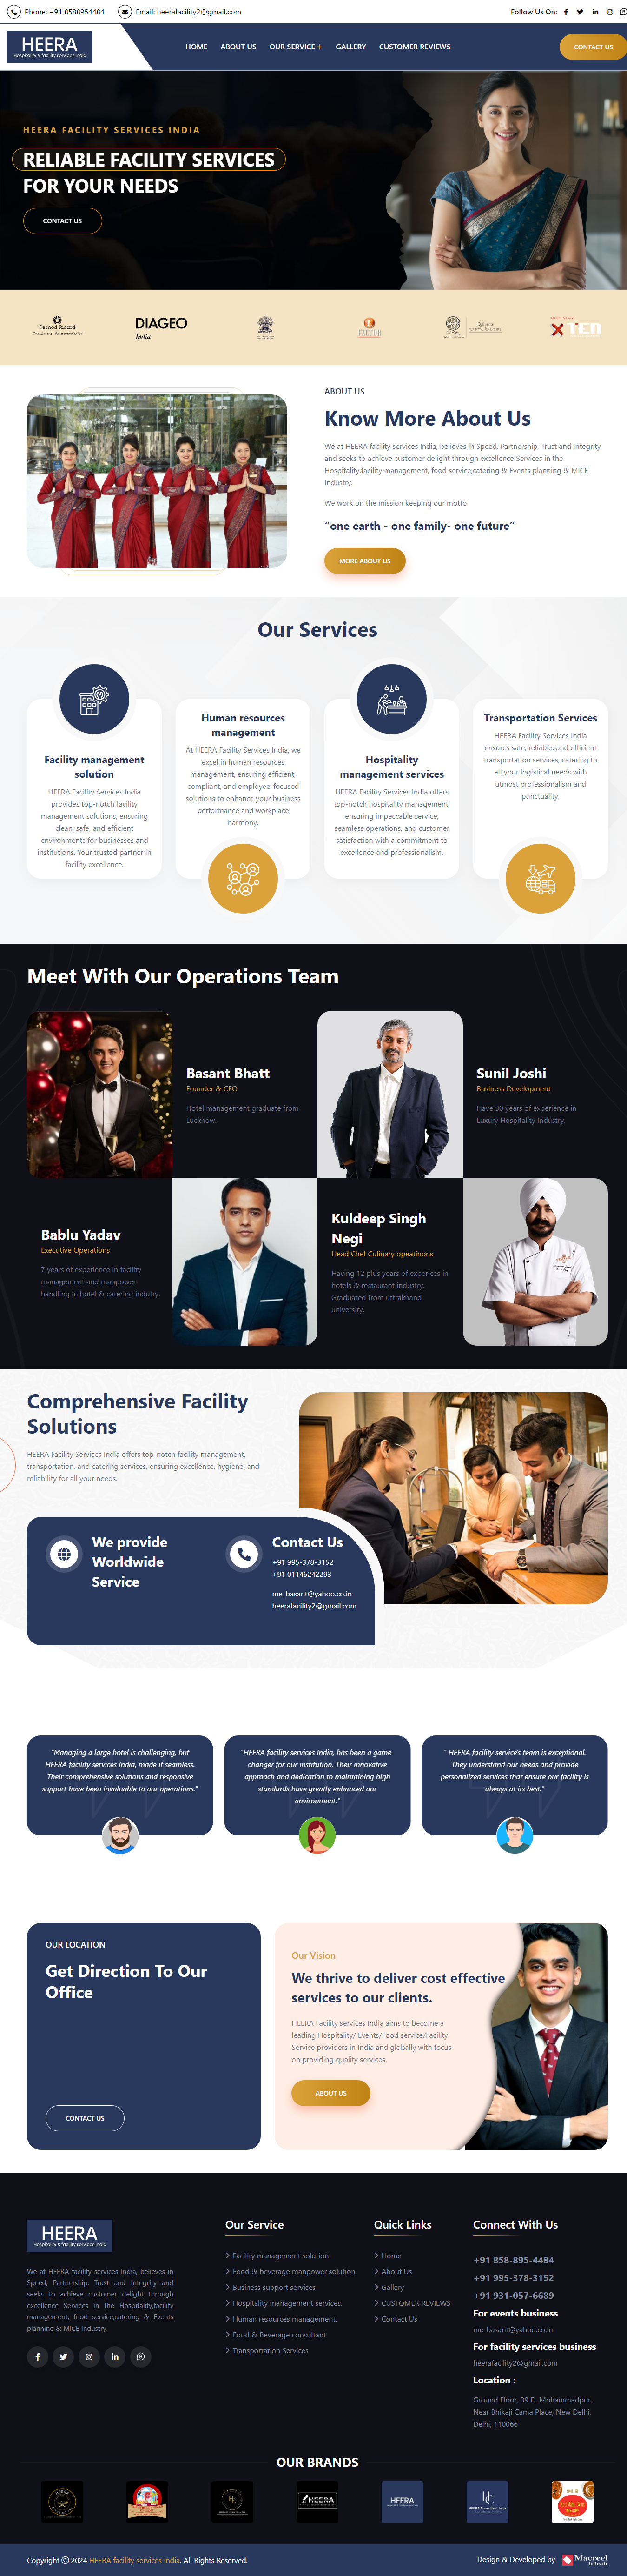 Phone: +91 8588954484
Email: heerafacility2@gmail.com
Follow Us On:
HEERA
Hospitality & facility services India
HOME
ABOUT US
OUR SERVICE +
GALLERY
CUSTOMER REVIEWS
CONTACT US
HEERA FACILITY SERVICES INDIA
RELIABLE FACILITY SERVICES
FOR YOUR NEEDS
CONTACT US
Pernod Ricard
DIAGEO
India
FACTOR
TEN
ABOUT US
Know More About Us
We at HEERA facility services India, believes in Speed, Partnership, Trust and Integrity
and seeks to achieve customer delight through excellence Services in the
Hospitality,facility management, food service,catering & Events planning & MICE
Industry.
We work on the mission keeping our motto
“one earth - one family- one future”
MORE ABOUT US
Our Services
Facility management
solution
HEERA Facility Services India
provides top-notch facility
management solutions, ensuring
clean, safe, and efficient
environments for businesses and
institutions. Your trusted partner in
facility excellence.
Human resources
management
At HEERA Facility Services India, we
excel in human resources
management, ensuring efficient,
compliant, and employee-focused
solutions to enhance your business
performance and workplace
harmony.
Hospitality
management services
HEERA Facility Services India offers
top-notch hospitality management,
ensuring impeccable service,
seamless operations, and customer
satisfaction with a commitment to
excellence and professionalism.
Transportation Services
HEERA Facility Services India
ensures safe, reliable, and efficient
transportation services, catering to
all your logistical needs with
utmost professionalism and
punctuality.
Meet With Our Operations Team
Basant Bhatt
Founder & CEO
Hotel management graduate from
Lucknow.
Sunil Joshi
Business Development
Have 30 years of experience in
Luxury Hospitality Industry.
Bablu Yadav
Executive Operations
7 years of experience in facility
management and manpower
handling in hotel & catering indutry.
Kuldeep Singh
Negi
Head Chef Culinary opeatinons
Having 12 plus years of experices in
hotels & restaurant industry.
Graduated from uttrakhand
university.
Comprehensive Facility
Solutions
HEERA Facility Services India offers top-notch facility management,
transportation, and catering services, ensuring excellence, hygiene, and
reliability for all your needs.
We provide
Worldwide
Service
Contact Us
+91 995-378-3152
+91 01146242293
me_basant@yahoo.co.in
heerafacility2@gmail.com
"Managing a large hotel is challenging, but
HEERA facility services India, made it seamless.
Their comprehensive solutions and responsive
support have been invaluable to our operations."
"HEERA facility services India, has been a game-
changer for our institution. Their innovative
approach and dedication to maintaining high
standards have greatly enhanced our
environment."
" HEERA facility service's team is exceptional.
They understand our needs and provide
personalized services that ensure our facility is
always at its best."
OUR LOCATION
Get Direction To Our
Office
CONTACT US
Our Vision
We thrive to deliver cost effective
services to our clients.
HEERA Facility services India aims to become a
leading Hospitality/ Events/Food service/Facility
Service providers in India and globally with focus
on providing quality services.
ABOUT US
HEERA
Hospitality & facility services India
We at HEERA facility services India, believes in
Speed, Partnership, Trust and Integrity and
seeks to achieve customer delight through
excellence Services in the Hospitality,facility
management, food service,catering & Events
planning & MICE Industry.
Our Service
Facility management solution
Food & beverage manpower solution
Business support services
Hospitality management services.
Human resources management.
Food & Beverage consultant
Transportation Services
Quick Links
Home
About Us
Gallery
CUSTOMER REVIEWS
Contact Us
Connect With Us
+91 858-895-4484
+91 995-378-3152
+91 931-057-6689
For events business
me_basant@yahoo.co.in
For facility services business
heerafacility2@gmail.com
Location :
Ground Floor, 39 D, Mohammadpur,
Near Bhikaji Cama Place, New Delhi,
Delhi, 110066
OUR BRANDS
HEERA
HEERA
HEERA Consultant India
Copyright © 2024 HEERA facility services India. All Rights Reserved.
Design & Developed by
Macreel
Infosoft